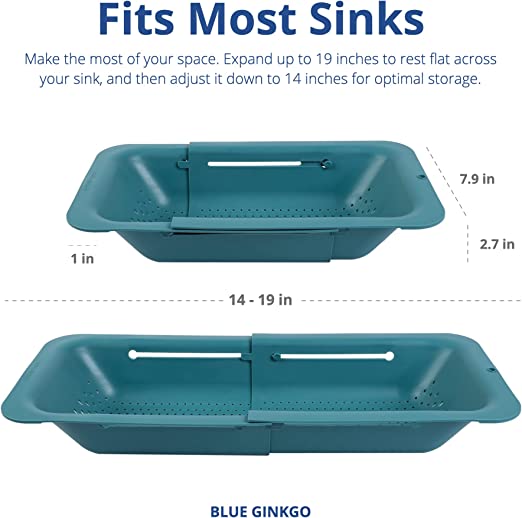 Fits Most Sinks
Make the most of your space. Expand up to 19 inches to rest flat across
your sink, and then adjust it down to 14 inches for optimal storage.
7.9 in
2.7 in
1 in
14 - 19 in
BLUE GINKGO